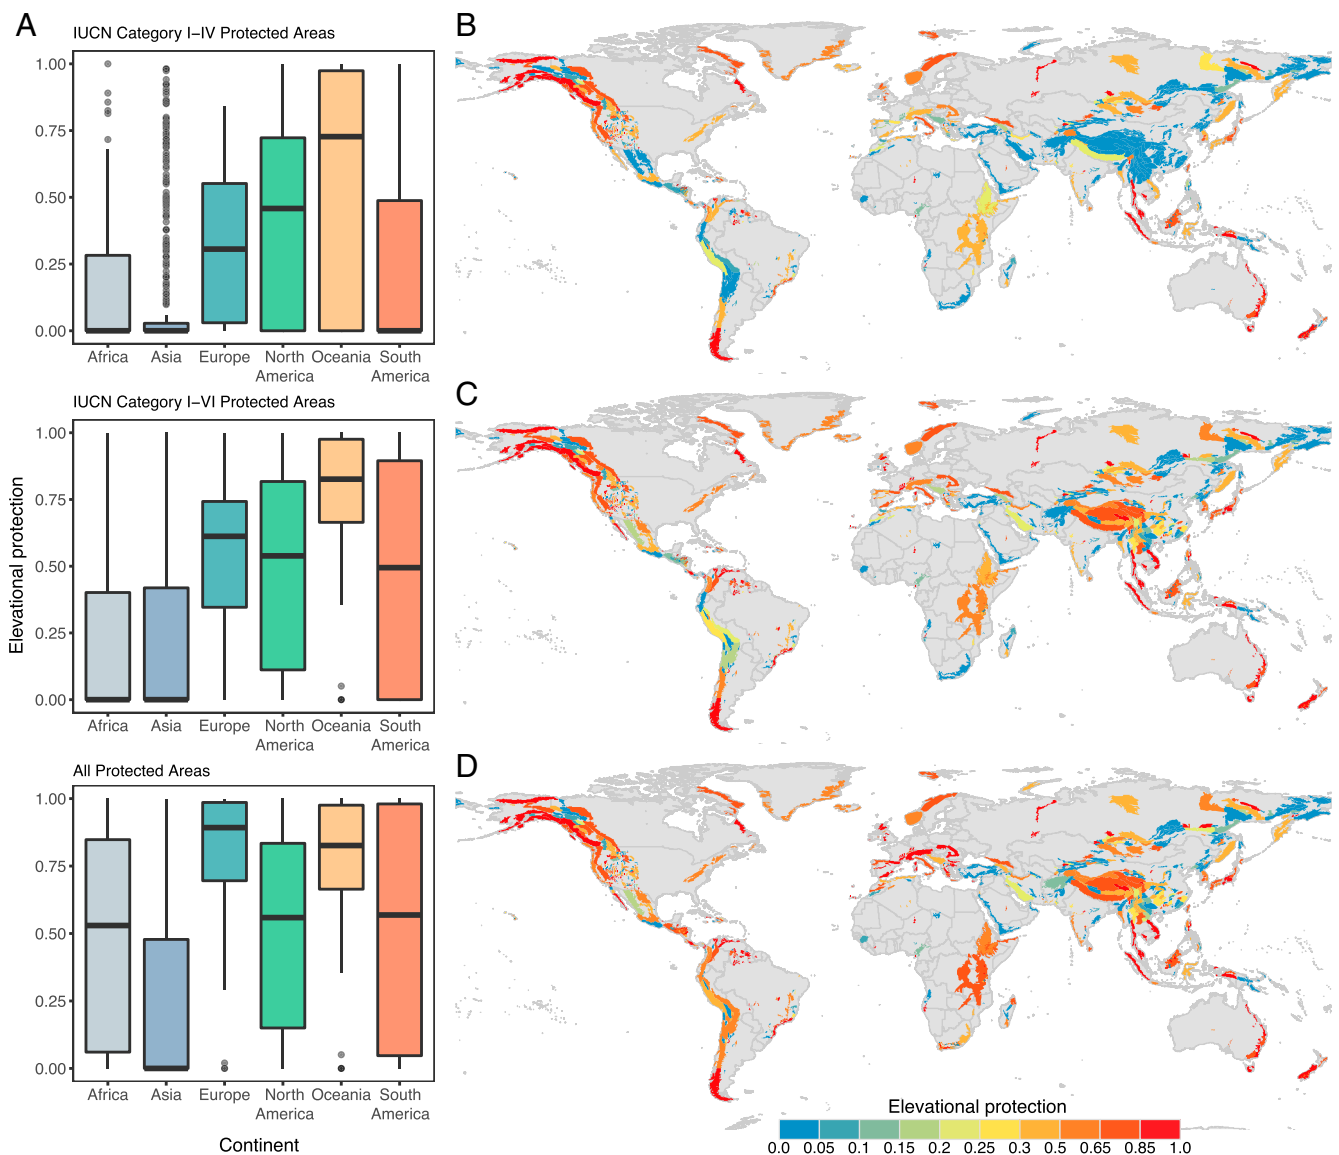 A
IUCN Category I–IV Protected Areas
1.00
0.75
0.50
0.25
0.00
Africa Asia Europe North America Oceania South America
IUCN Category I–VI Protected Areas
1.00
0.75
0.50
0.25
0.00
Africa Asia Europe North America Oceania South America
All Protected Areas
1.00
0.75
0.50
0.25
0.00
Africa Asia Europe North America Oceania South America
Elevational protection
Continent
B
C
D
Elevational protection
0.0 0.05 0.1 0.15 0.2 0.25 0.3 0.5 0.65 0.85 1.0